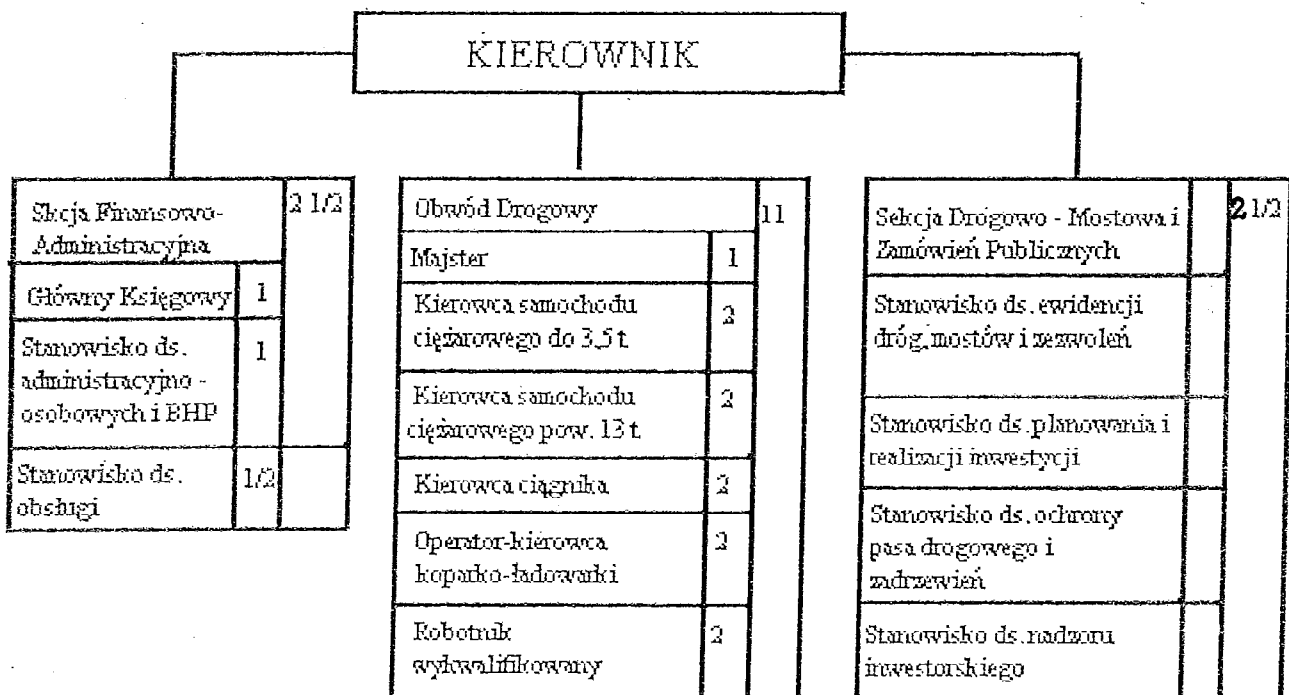 KIEROWNIK
Skcja Finansowo-
Administracyjna
2 1/2
Główny Księgowy
1
Stanowisko ds.
administracyjno -
osobowych i BHP
1
Stanowisko ds.
obsługi
1/2
Obwód Drogowy
11
Majster
1
Kierowca samochodu
ciężarowego do 3,5 t
2
Kierowca samochodu
ciężarowego pow. 13 t
2
Kierowca ciągnika
2
Operator-kierowca
koparko-ładowarki
2
Robotnik
wykwalifikowany
2
Sekcja Drogowo - Mostowa i
Zamówień Publicznych
2 1/2
Stanowisko ds. ewidencji
dróg, mostów i zezwoleń
Stanowisko ds. planowania i
realizacji inwestycji
Stanowisko ds. ochrony
pasa drogowego i
zadrzewień
Stanowisko ds. nadzoru
inwestorskiego